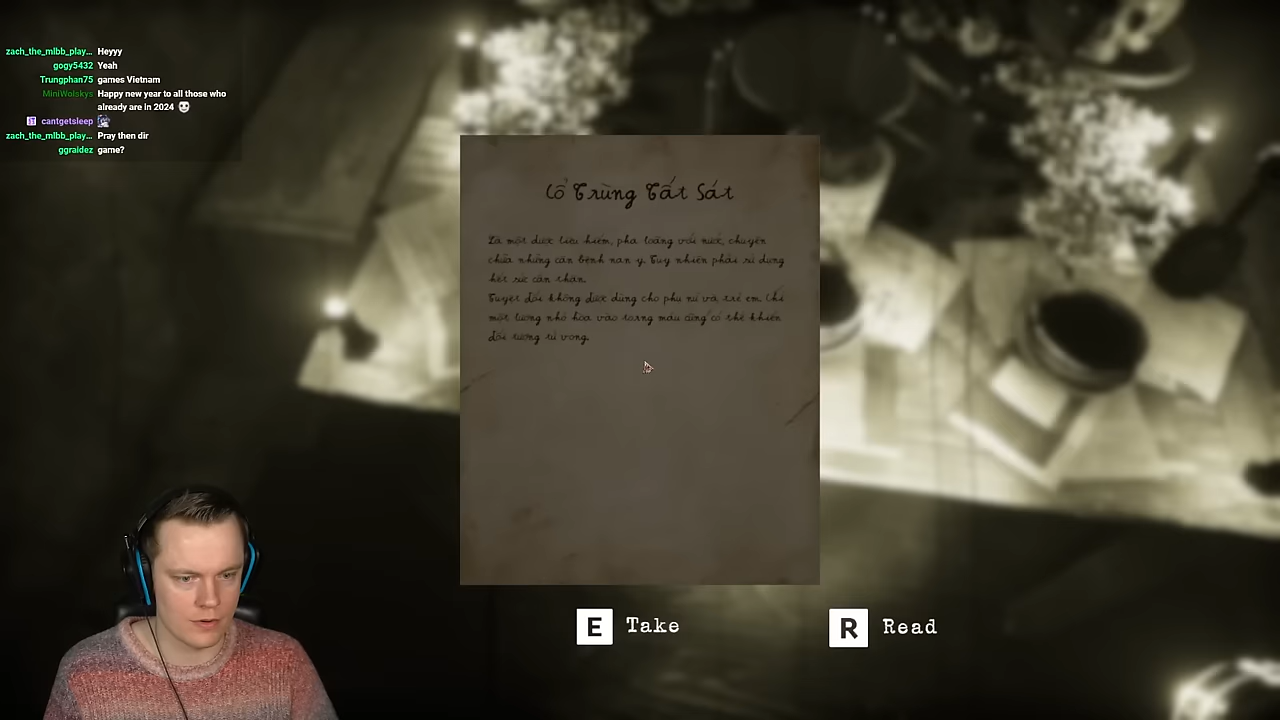 zach_the_mlbb_play... Heyyy
gogy5432 Yeah
Trungphan75 games Vietnam
MiniWolskys Happy new year to all those who
already are in 2024
cantgetsleep
zach_the_mlbb_play... Pray then dir
ggraidez game?
Cổ Trùng Tất Sát
Là một dược liệu hiếm, pha loãng với nước, chuyên
chữa những căn bệnh nan y. Tuy nhiên phải sử dụng
hết sức cẩn thận.
Tuyệt đối không được dùng cho phụ nữ và trẻ em. Chỉ
một lượng nhỏ hòa vào torng máu cũng có thể khiến
đối tượng tử vong.
E Take
R Read